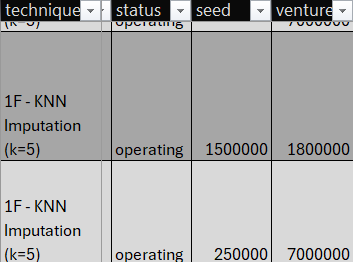 technique status seed venture
(k=5) operating 7000000
1F - KNN
Imputation
(k=5) operating 1500000 1800000
1F - KNN
Imputation
(k=5) operating 250000 7000000